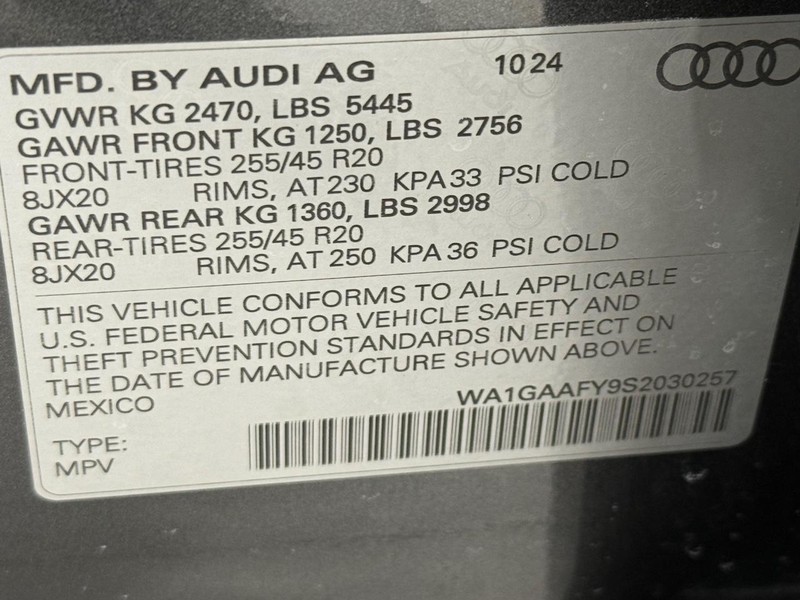 MFD. BY AUDI AG 1024
GVWR KG 2470, LBS 5445
GAWR FRONT KG 1250, LBS 2756
FRONT-TIRES 255/45 R20
8JX20 RIMS, AT 230 KPA 33 PSI COLD
GAWR REAR KG 1360, LBS 2998
REAR-TIRES 255/45 R20
8JX20 RIMS, AT 250 KPA 36 PSI COLD
THIS VEHICLE CONFORMS TO ALL APPLICABLE
U.S. FEDERAL MOTOR VEHICLE SAFETY AND
THEFT PREVENTION STANDARDS IN EFFECT ON
THE DATE OF MANUFACTURE SHOWN ABOVE.
MEXICO WA1GAAFY9S2030257
TYPE:
MPV